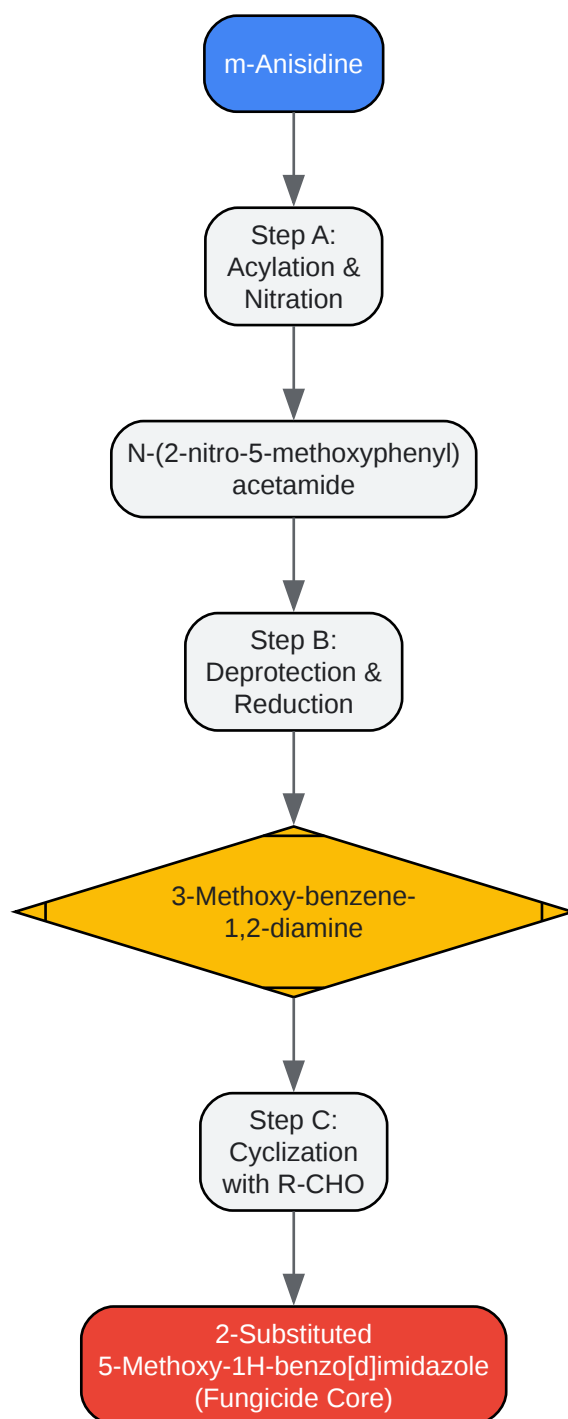 m-Anisidine
Step A:
Acylation &
Nitration
N-(2-nitro-5-methoxyphenyl)
acetamide
Step B:
Deprotection &
Reduction
3-Methoxy-benzene-
1,2-diamine
Step C:
Cyclization
with R-CHO
2-Substituted
5-Methoxy-1H-benzo[d]imidazole
(Fungicide Core)